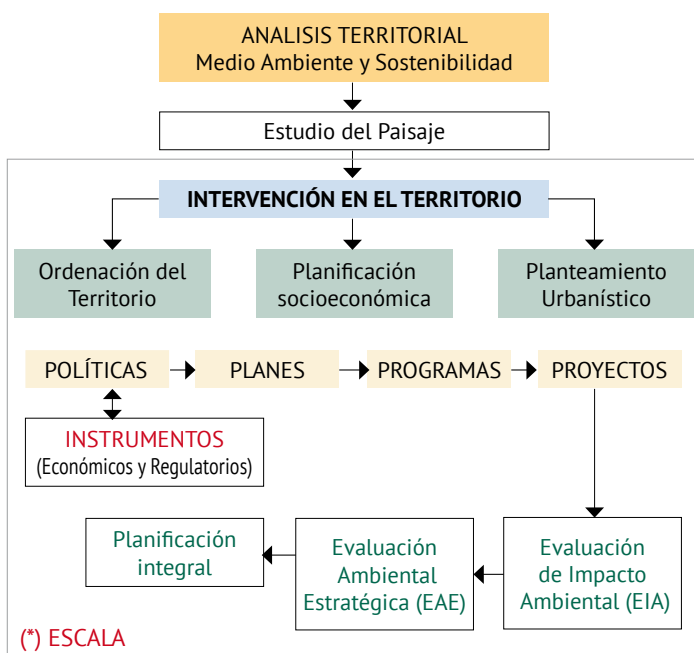 ANALISIS TERRITORIAL
Medio Ambiente y Sostenibilidad
Estudio del Paisaje
INTERVENCIÓN EN EL TERRITORIO
Ordenación del
Territorio
Planificación
socioeconómica
Planteamiento
Urbanístico
POLÍTICAS
PLANES
PROGRAMAS
PROYECTOS
INSTRUMENTOS
(Económicos y Regulatorios)
Planificación
integral
Evaluación
Ambiental
Estratégica (EAE)
Evaluación
de Impacto
Ambiental (EIA)
(*) ESCALA